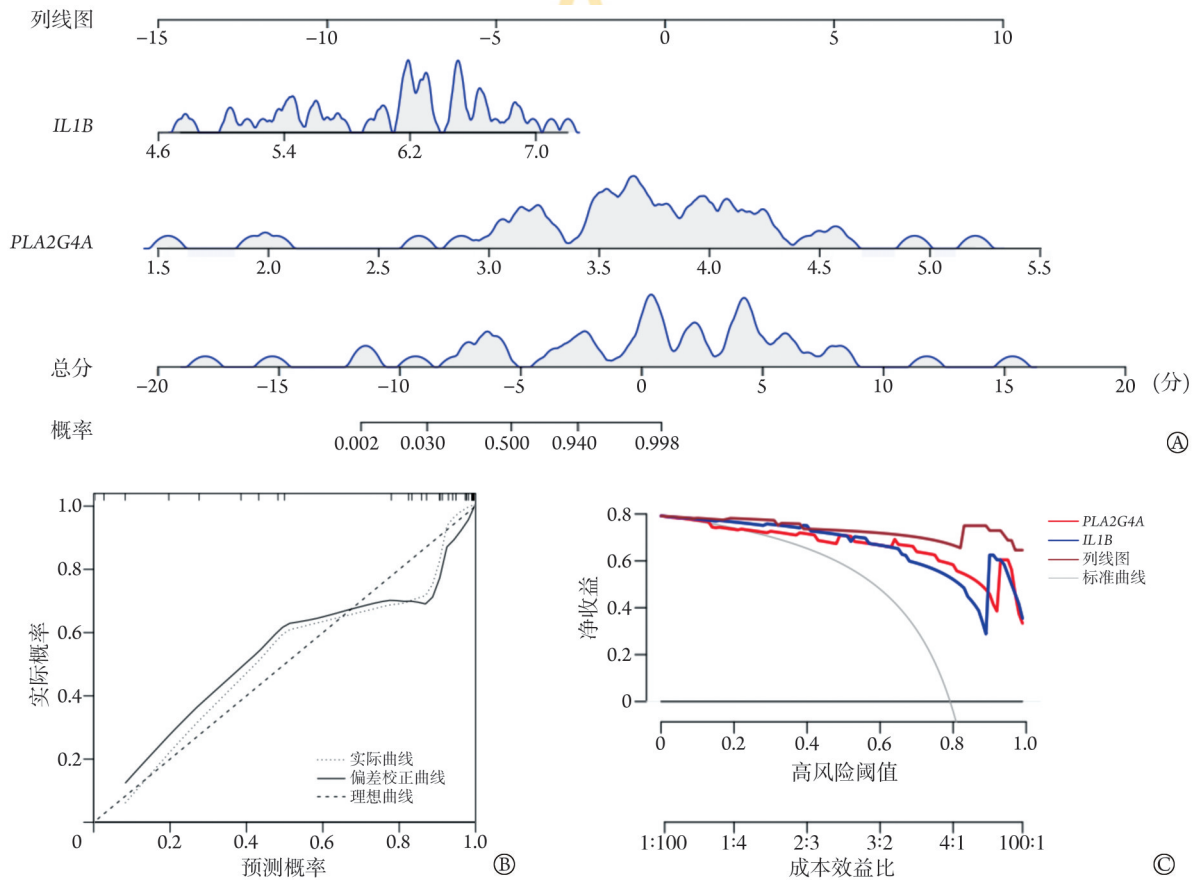 列线图
−15 −10 −5 0 5 10
IL1B
4.6 5.4 6.2 7.0
PLA2G4A
1.5 2.0 2.5 3.0 3.5 4.0 4.5 5.0 5.5
总分
−20 −15 −10 −5 0 5 10 15 20 (分)
概率
0.002 0.030 0.500 0.940 0.998
Ⓐ
实际概率
1.0
0.8
0.6
0.4
0.2
实际曲线
偏差校正曲线
理想曲线
0 0.2 0.4 0.6 0.8 1.0
预测概率
Ⓑ
净收益
0.8
0.6
0.4
0.2
0
PLA2G4A
IL1B
列线图
标准曲线
0 0.2 0.4 0.6 0.8 1.0
高风险阈值
1:100 1:4 2:3 3:2 4:1 100:1
成本效益比
Ⓒ